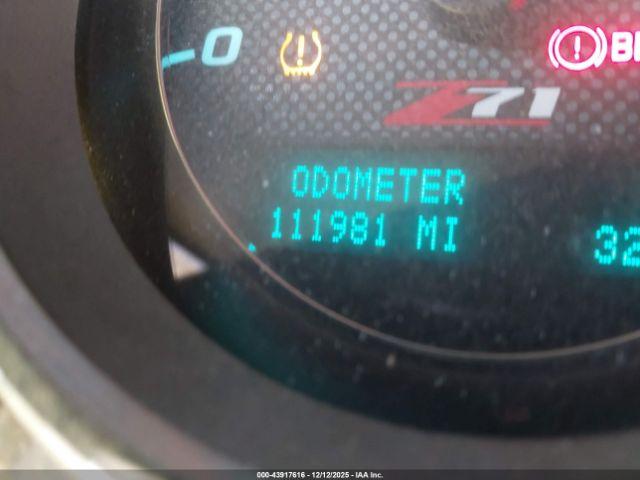 0
Z71
ODOMETER
111981 MI
32
000-43917616 - 12/12/2025 - IAA Inc.